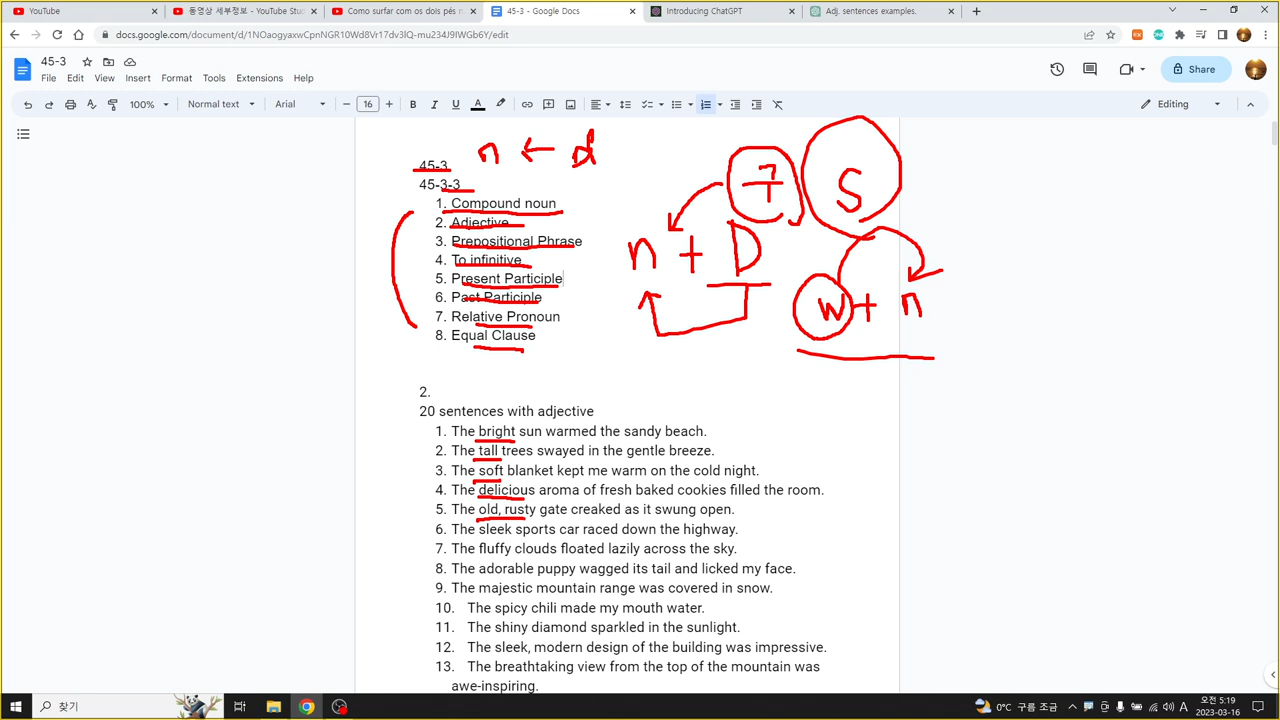 YouTube
동영상 세부정보 - YouTube Stud
Como surfar com os dois pés n
45-3 - Google Docs
Introducing ChatGPT
Adj. sentences examples.
docs.google.com/document/d/1NOaogyaxwCpnNGR10Wd8Vr17dv3lQ-mu234J9IWGb6Y/edit
45-3
File Edit View Insert Format Tools Extensions Help
Share
100% Normal text Arial 16 B I U A Editing
n ← d
7 S
T
n + D
w + n
45-3
45-3-3
1. Compound noun
2. Adjective
3. Prepositional Phrase
4. To infinitive
5. Present Participle
6. Past Participle
7. Relative Pronoun
8. Equal Clause
2.
20 sentences with adjective
1. The bright sun warmed the sandy beach.
2. The tall trees swayed in the gentle breeze.
3. The soft blanket kept me warm on the cold night.
4. The delicious aroma of fresh baked cookies filled the room.
5. The old, rusty gate creaked as it swung open.
6. The sleek sports car raced down the highway.
7. The fluffy clouds floated lazily across the sky.
8. The adorable puppy wagged its tail and licked my face.
9. The majestic mountain range was covered in snow.
10. The spicy chili made my mouth water.
11. The shiny diamond sparkled in the sunlight.
12. The sleek, modern design of the building was impressive.
13. The breathtaking view from the top of the mountain was
awe-inspiring.
찾기
0°C 구름 조금
A
오전 5:19
2023-03-16